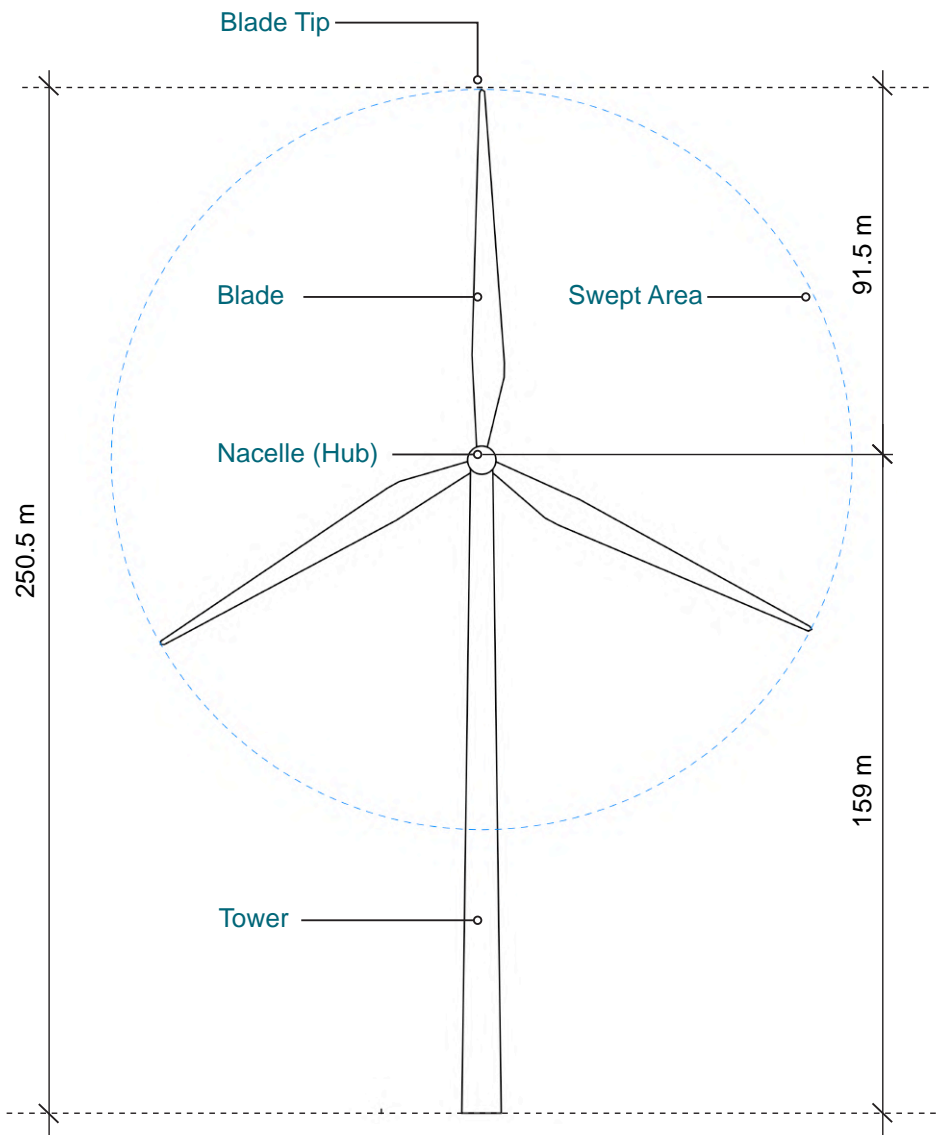 Blade Tip
91.5 m
Blade
Swept Area
Nacelle (Hub)
250.5 m
159 m
Tower